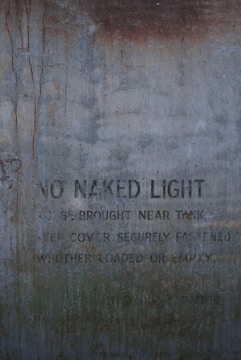 NO NAKED LIGHT
BE BROUGHT NEAR TANK
COVER SECURELY FASTENED
WHETHER LOADED OR EMPTY.